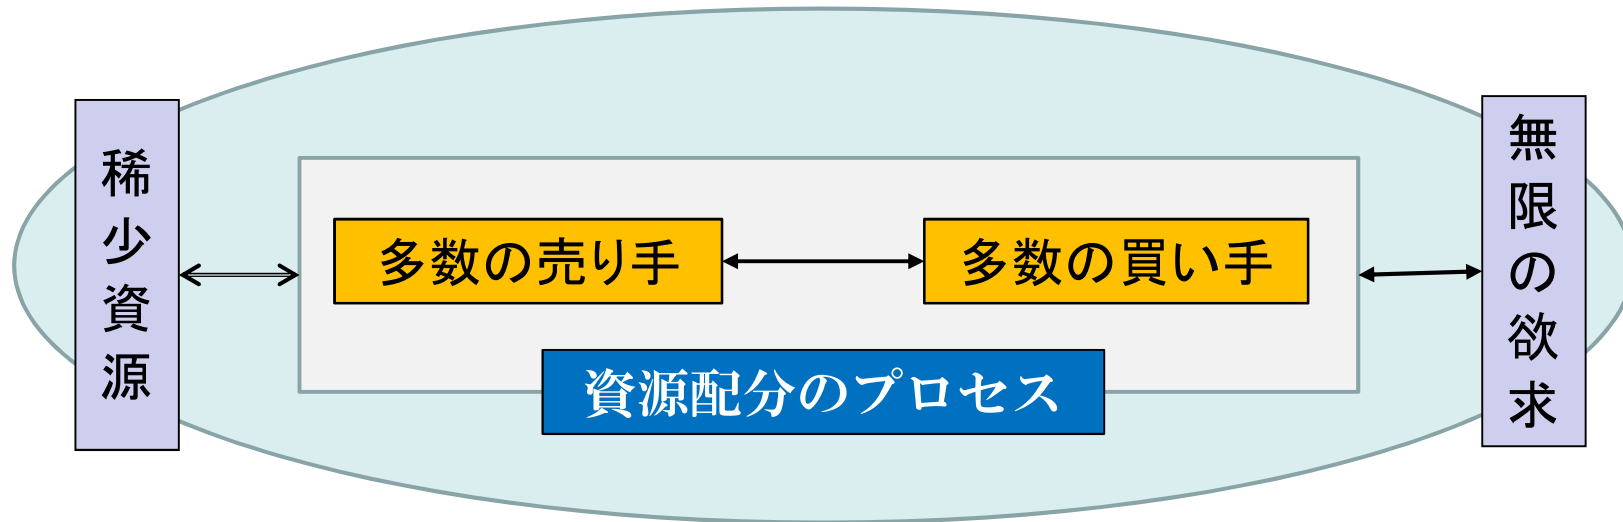 稀少資源
多数の売り手
多数の買い手
資源配分のプロセス
無限の欲求